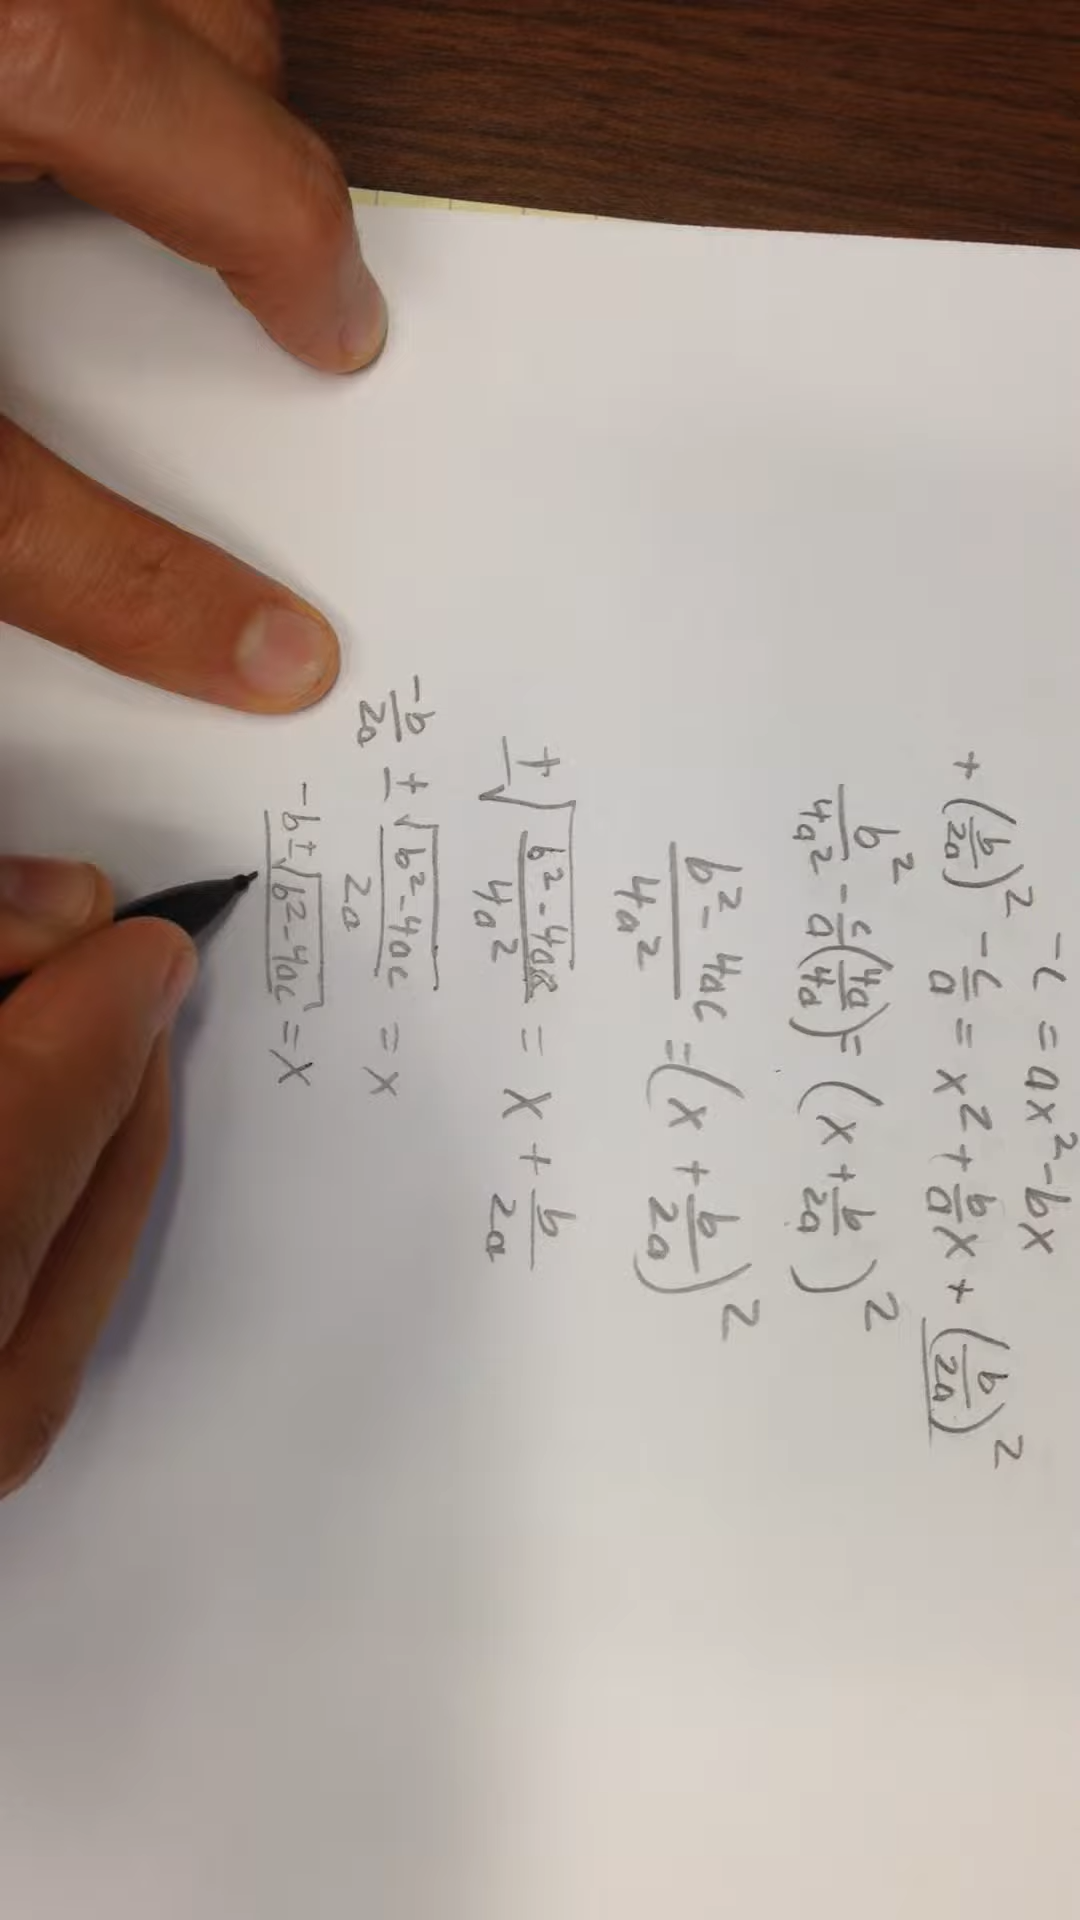 -c = ax² - bx
+ (b/2a)² - c/a = x² + b/a x + (b/2a)²
b²/4a² - c/a (4a/4a) = (x + b/2a)²
b² - 4ac/4a² = (x + b/2a)²
±√(b² - 4ac/4a²) = x + b/2a
-b/2a ± √(b² - 4ac)/2a = x
-b ± √(b² - 4ac) = x